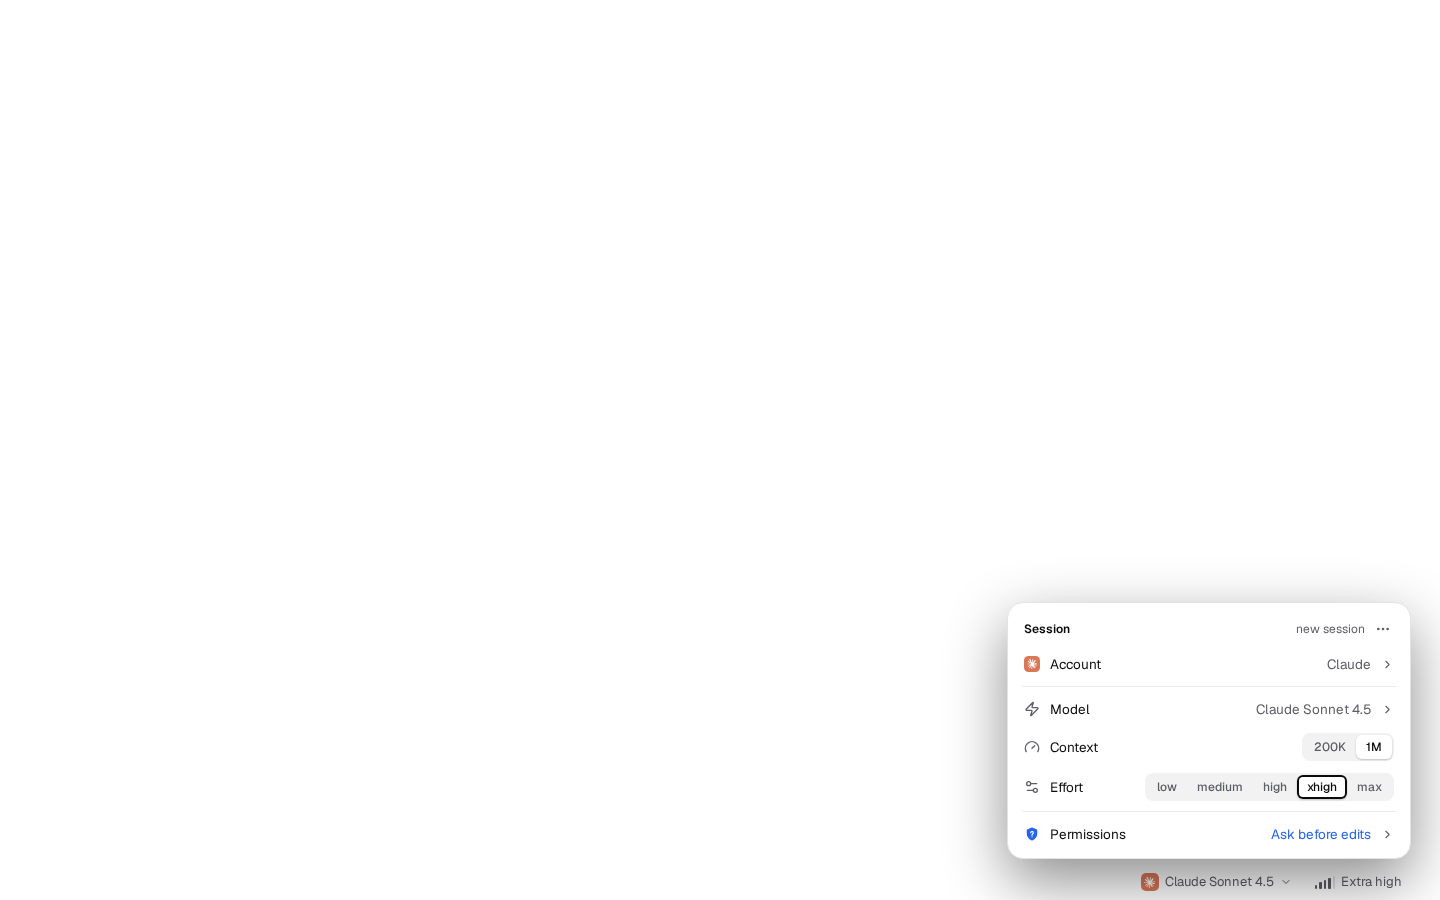 Session new session
Account Claude
Model Claude Sonnet 4.5
Context 200K 1M
Effort low medium high xhigh max
Permissions Ask before edits
Claude Sonnet 4.5 Extra high